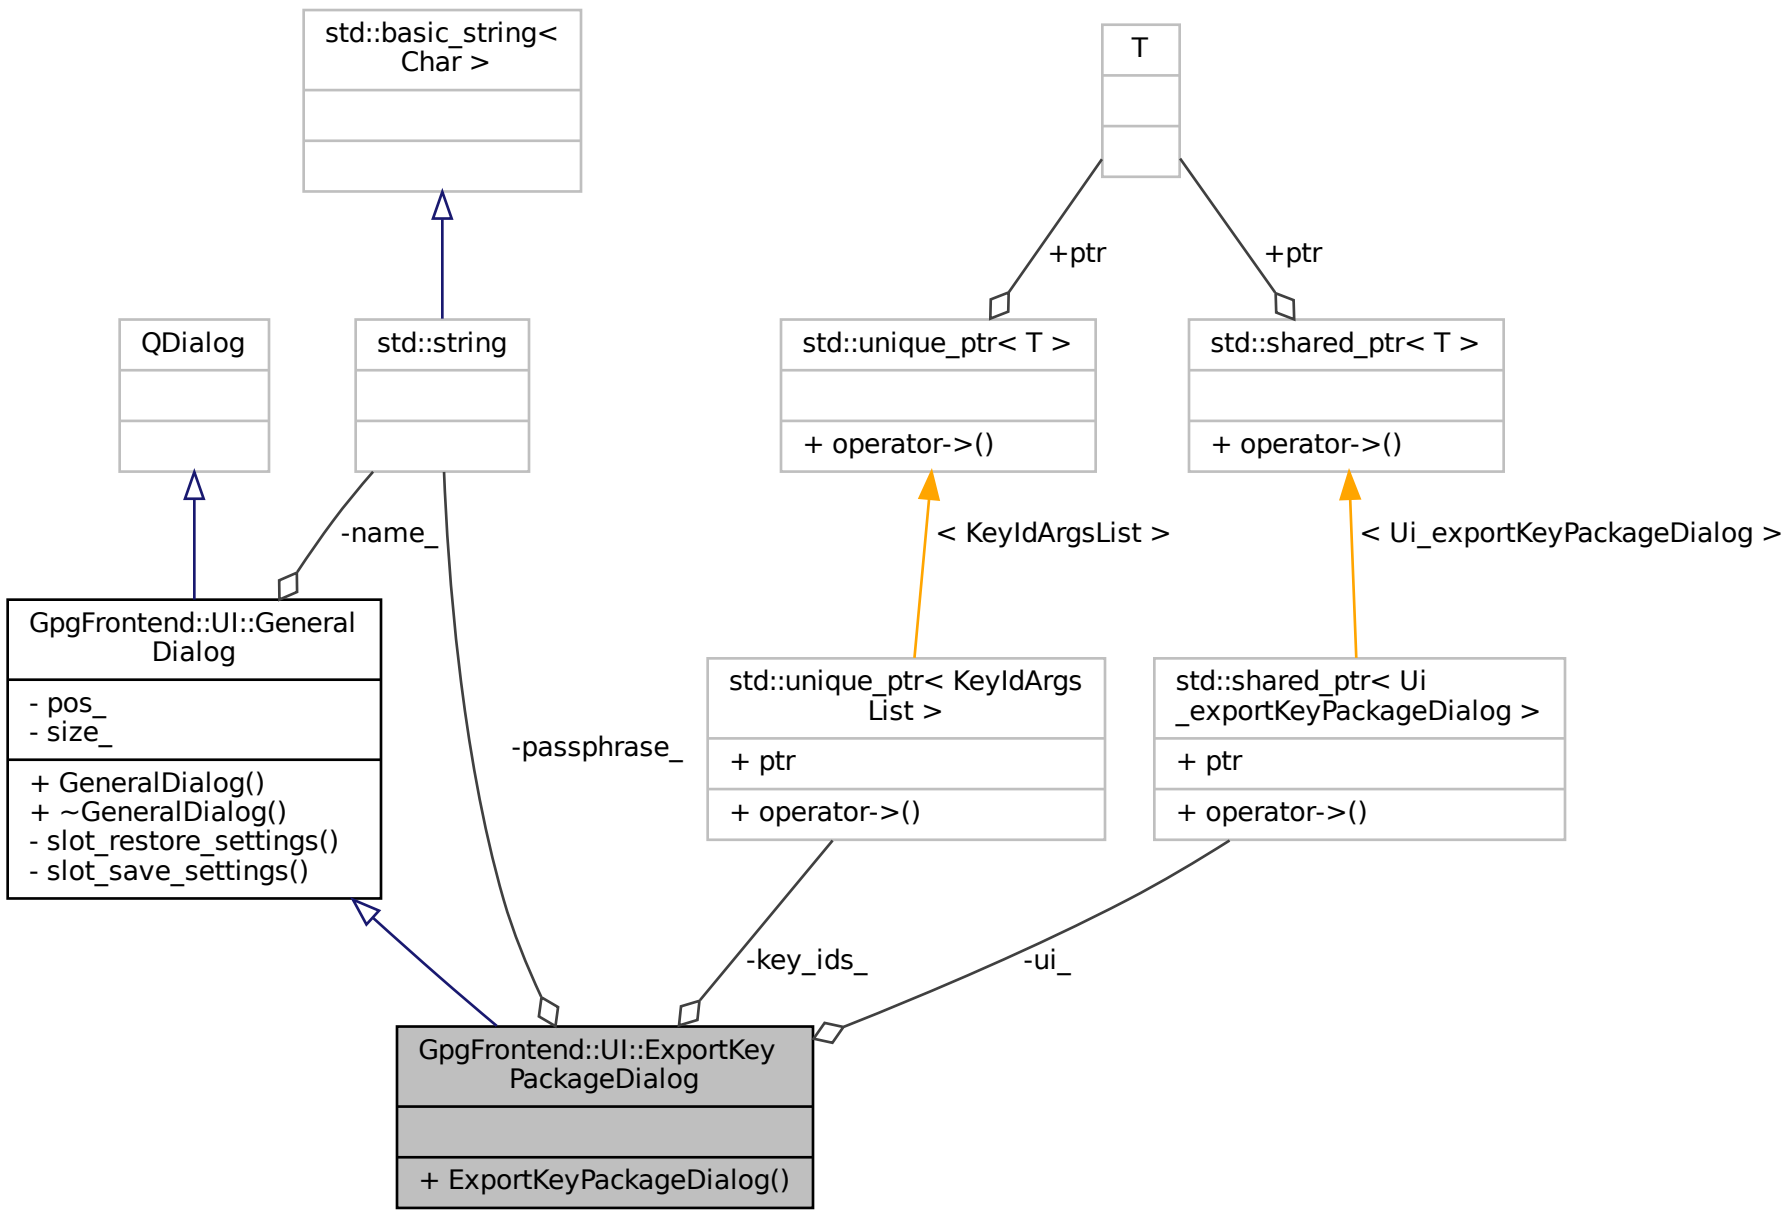 std::basic_string<
Char >
T
+ptr
+ptr
QDialog
std::string
std::unique_ptr< T >
+ operator->()
std::shared_ptr< T >
+ operator->()
-name_
< KeyIdArgsList >
< Ui_exportKeyPackageDialog >
GpgFrontend::UI::General
Dialog
- pos_
- size_
+ GeneralDialog()
+ ~GeneralDialog()
- slot_restore_settings()
- slot_save_settings()
-passphrase_
std::unique_ptr< KeyIdArgs
List >
+ ptr
+ operator->()
std::shared_ptr< Ui
_exportKeyPackageDialog >
+ ptr
+ operator->()
-key_ids_
-ui_
GpgFrontend::UI::ExportKey
PackageDialog
+ ExportKeyPackageDialog()